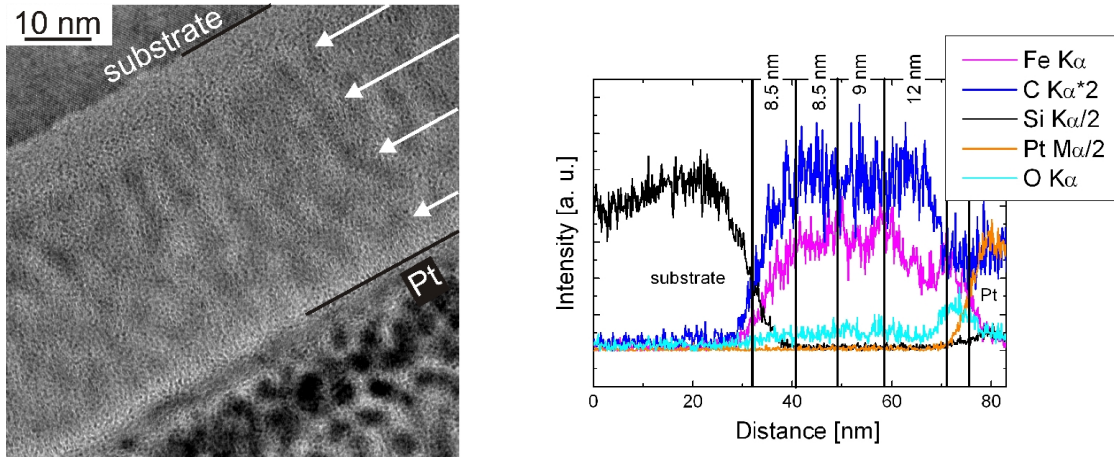 10 nm
substrate
Pt
8.5 nm
8.5 nm
9 nm
12 nm
Fe Kα
C Kα*2
Si Kα/2
Pt Mα/2
O Kα
Intensity [a. u.]
substrate
Pt
0 20 40 60 80
Distance [nm]